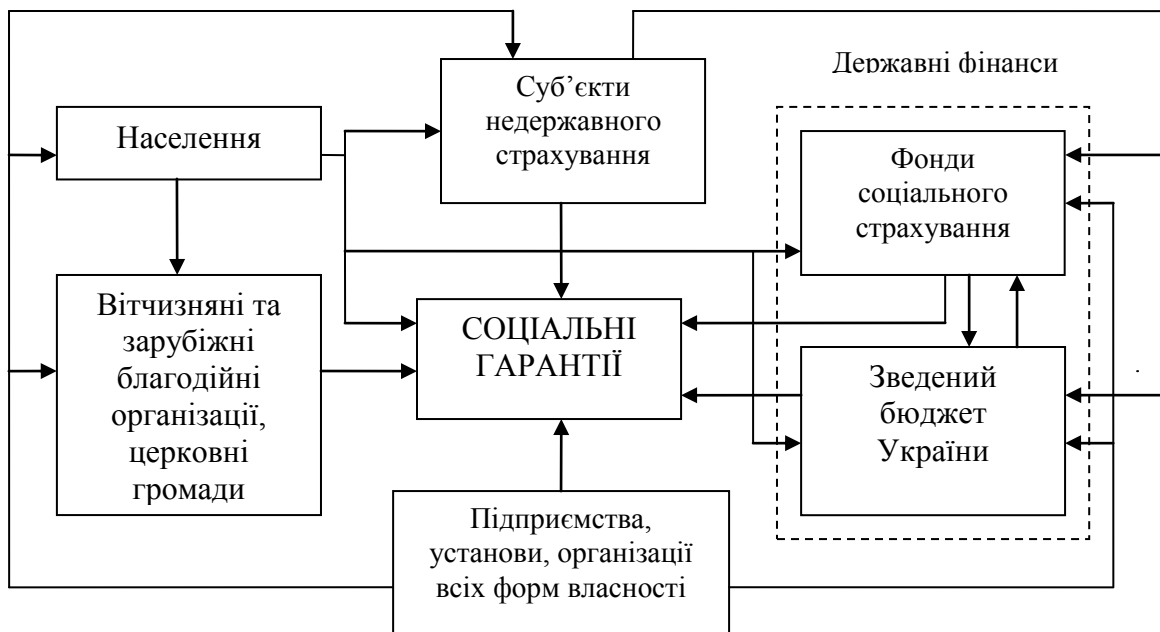 Державні фінанси
Суб’єкти
недержавного
страхування
Населення
Фонди
соціального
страхування
Вітчизняні та
зарубіжні
благодійні
організації,
церковні
громади
СОЦІАЛЬНІ
ГАРАНТІЇ
Зведений
бюджет
України
Підприємства,
установи, організації
всіх форм власності